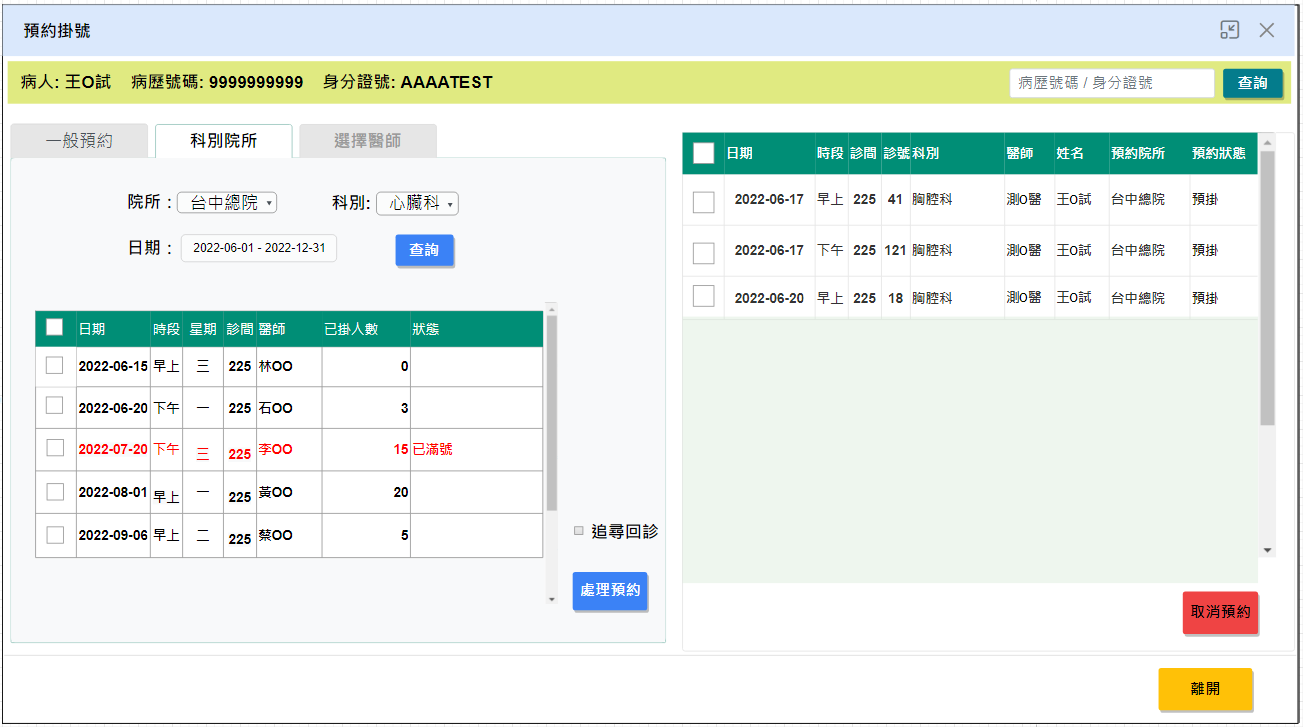 預約掛號
病人: 王O試 病歷號碼: 9999999999 身分證號: AAAATEST
病歷號碼 / 身分證號 查詢
一般預約 科別院所 選擇醫師
院所 : 台中總院 科別: 心臟科
日期 : 2022-06-01 - 2022-12-31 查詢
日期 時段 星期 診間 醫師 已掛人數 狀態
2022-06-15 早上 三 225 林OO 0
2022-06-20 下午 一 225 石OO 3
2022-07-20 下午 三 225 李OO 15 已滿號
2022-08-01 早上 一 225 黃OO 20
2022-09-06 早上 二 225 蔡OO 5
追尋回診
處理預約
日期 時段 診間 診號 科別 醫師 姓名 預約院所 預約狀態
2022-06-17 早上 225 41 胸腔科 測O醫 王O試 台中總院 預掛
2022-06-17 下午 225 121 胸腔科 測O醫 王O試 台中總院 預掛
2022-06-20 早上 225 18 胸腔科 測O醫 王O試 台中總院 預掛
取消預約
離開